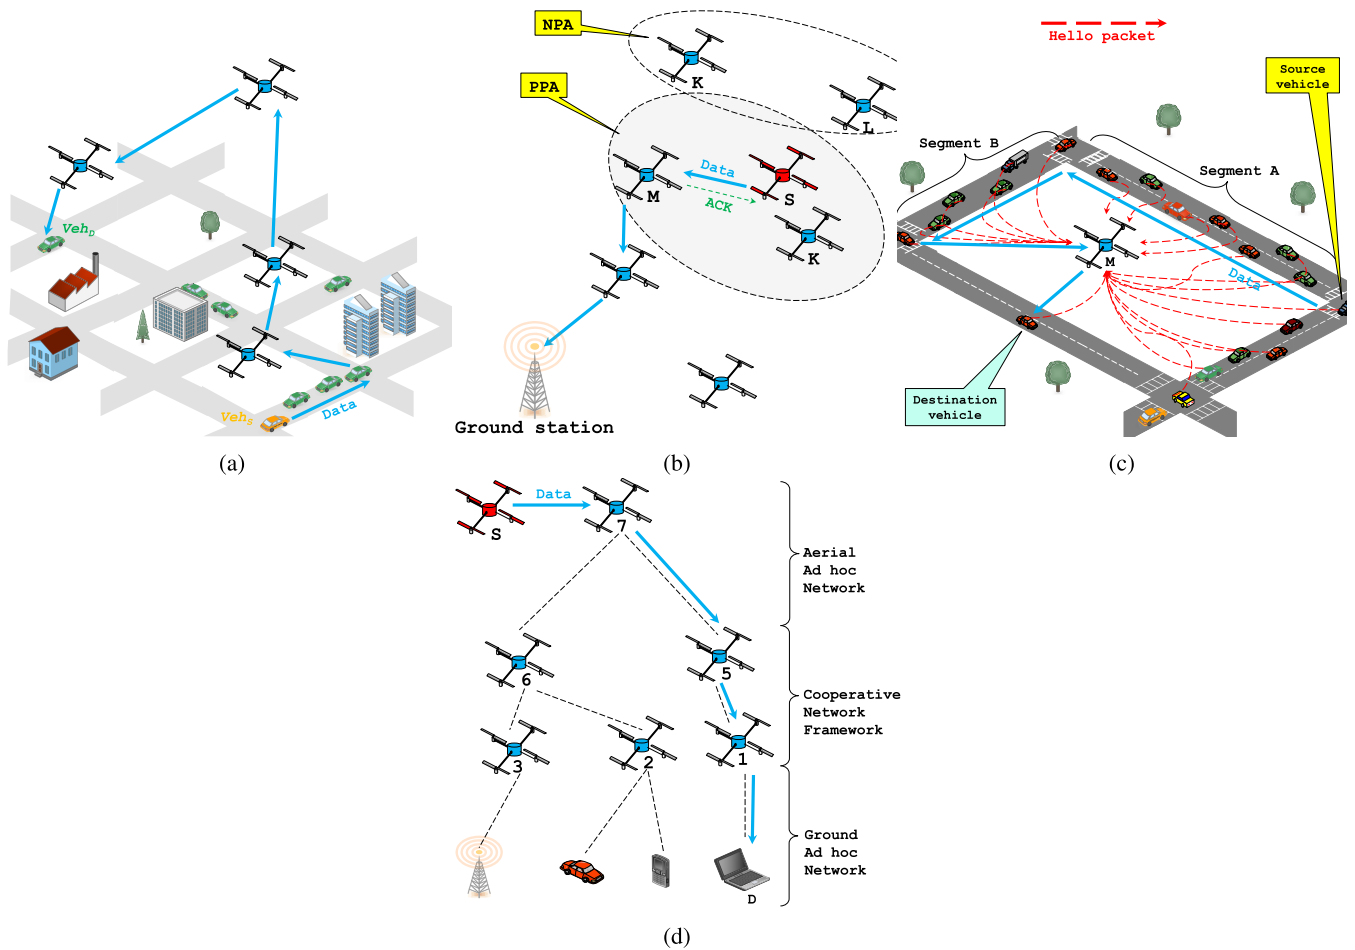 Veh_D
Veh_S
Data
(a)
NPA
K
L
PPA
M
Data
S
ACK
K
Ground station
(b)
Hello packet
Source
vehicle
Segment B
Segment A
M
Data
Destination
vehicle
(c)
S
Data
7
Aerial
Ad hoc
Network
6
5
Cooperative
Network
Framework
3
2
1
Ground
Ad hoc
Network
D
(d)